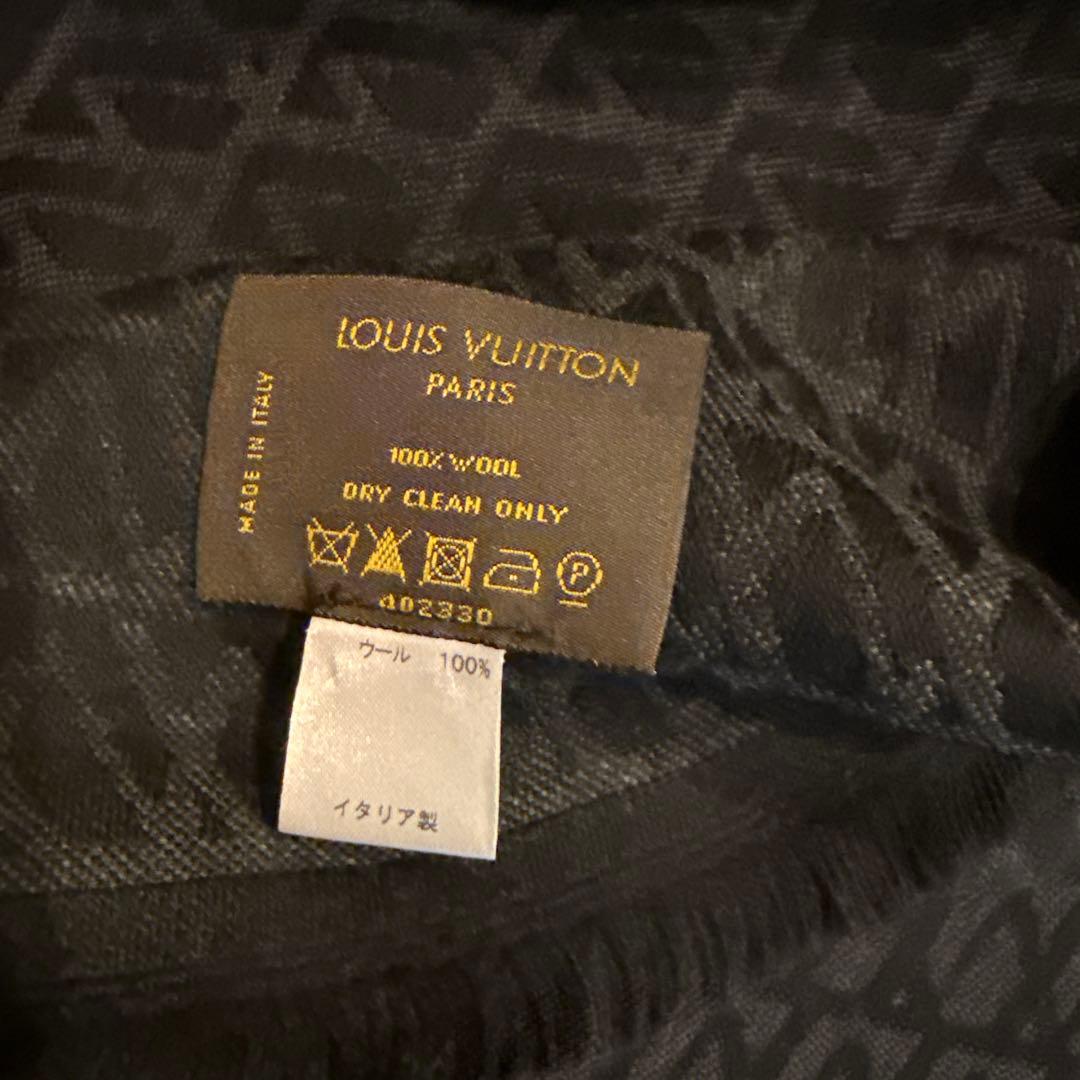 LOUIS VUITTON
PARIS
MADE IN ITALY
100% WOOL
DRY CLEAN ONLY
P
402330
ウール 100%
イタリア製